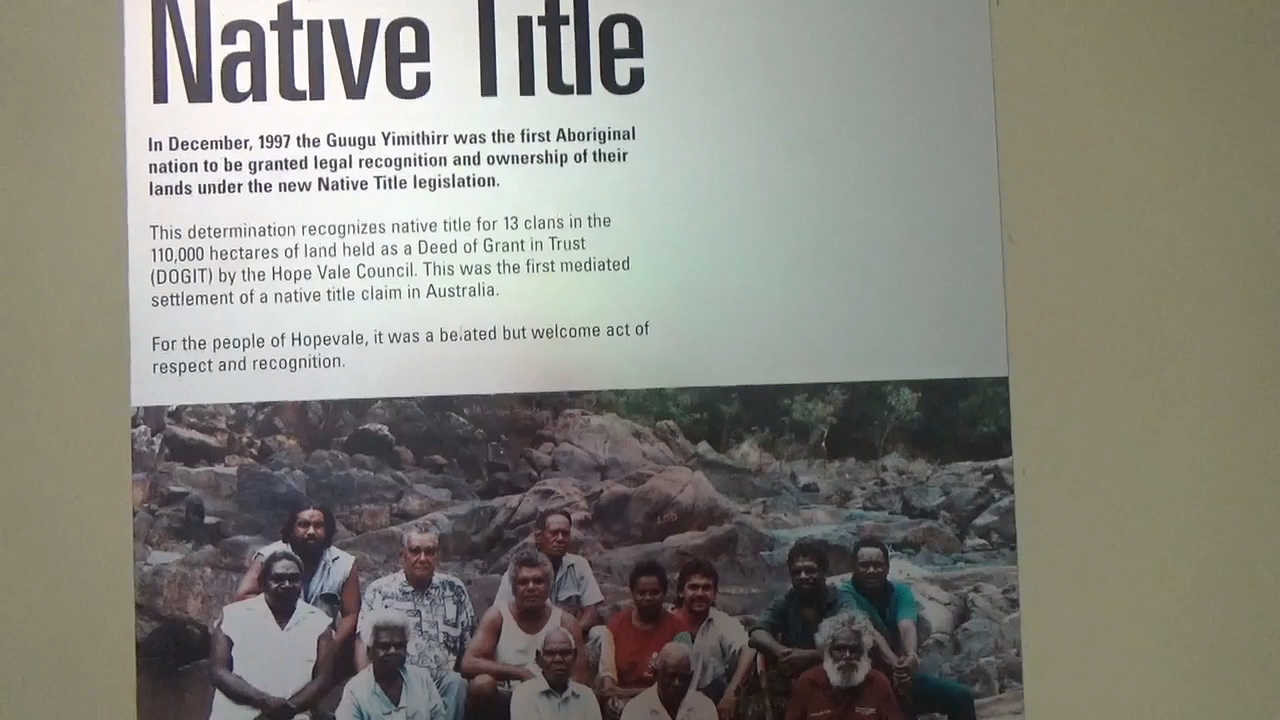 Native Title
In December, 1997 the Guugu Yimithirr was the first Aboriginal
nation to be granted legal recognition and ownership of their
lands under the new Native Title legislation.
This determination recognizes native title for 13 clans in the
110,000 hectares of land held as a Deed of Grant in Trust
(DOGIT) by the Hope Vale Council. This was the first mediated
settlement of a native title claim in Australia.
For the people of Hopevale, it was a belated but welcome act of
respect and recognition.